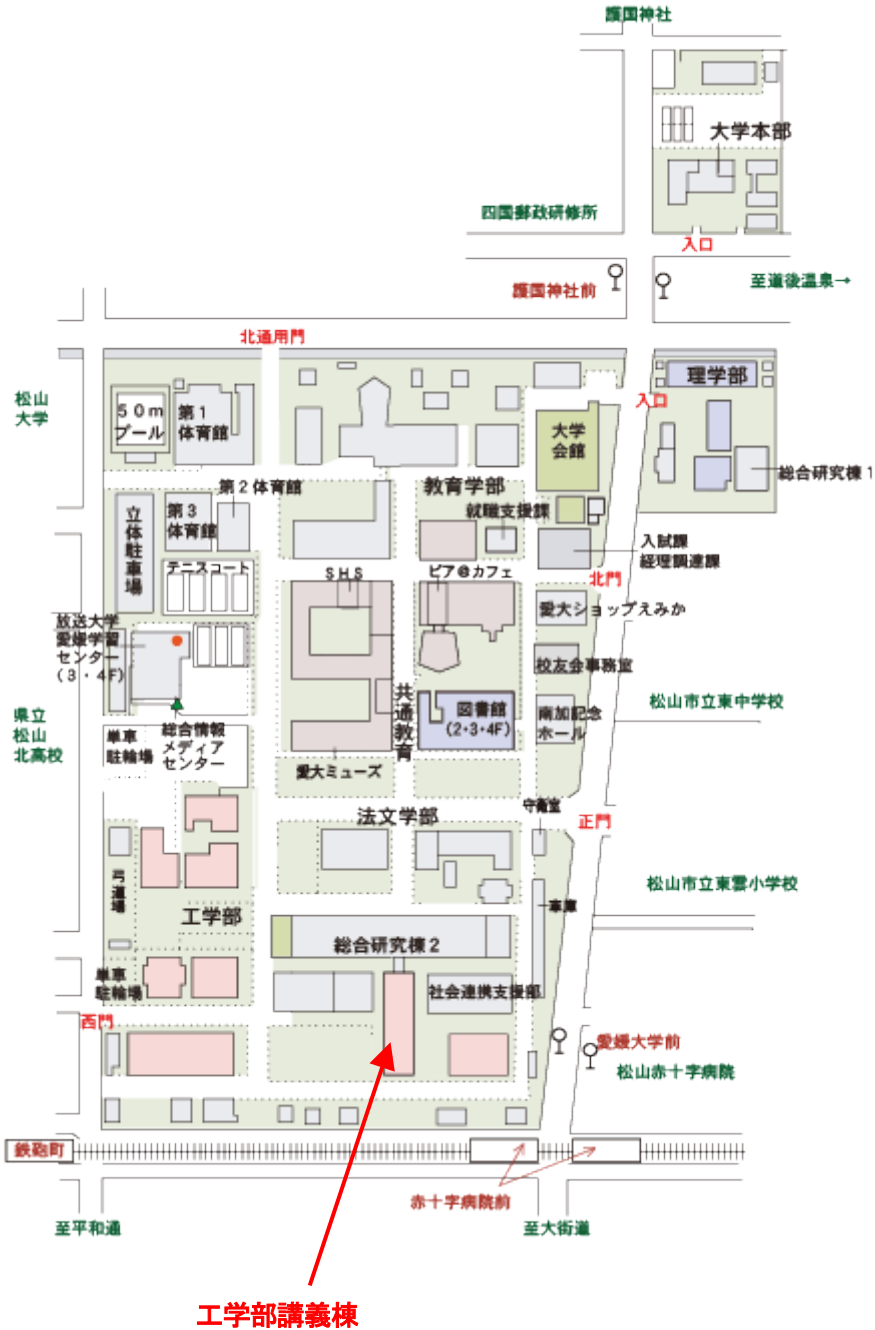 護国神社
大学本部
四国郵政研修所
入口
護国神社前
至道後温泉→
北通用門
松山
大学
50m
プール
第1
体育館
理学部
入口
大学
会館
総合研究棟1
第2体育館
教育学部
就職支援課
立体駐車場
第3
体育館
入試課
経理調達課
テニスコート
SHS
ピア@カフェ
北門
愛大ショップえみか
放送大学
愛媛学習
センター
(3・4F)
校友会事務室
共通教育
図書館
(2・3・4F)
南加記念
ホール
松山市立東中学校
県立
松山
北高校
単車
駐輪場
総合情報
メディア
センター
愛大ミューズ
法文学部
守衛室
正門
弓道場
松山市立東雲小学校
工学部
車庫
総合研究棟2
単車
駐輪場
社会連携支援部
西門
愛媛大学前
松山赤十字病院
鉄砲町
赤十字病院前
至平和通
至大街道
工学部講義棟